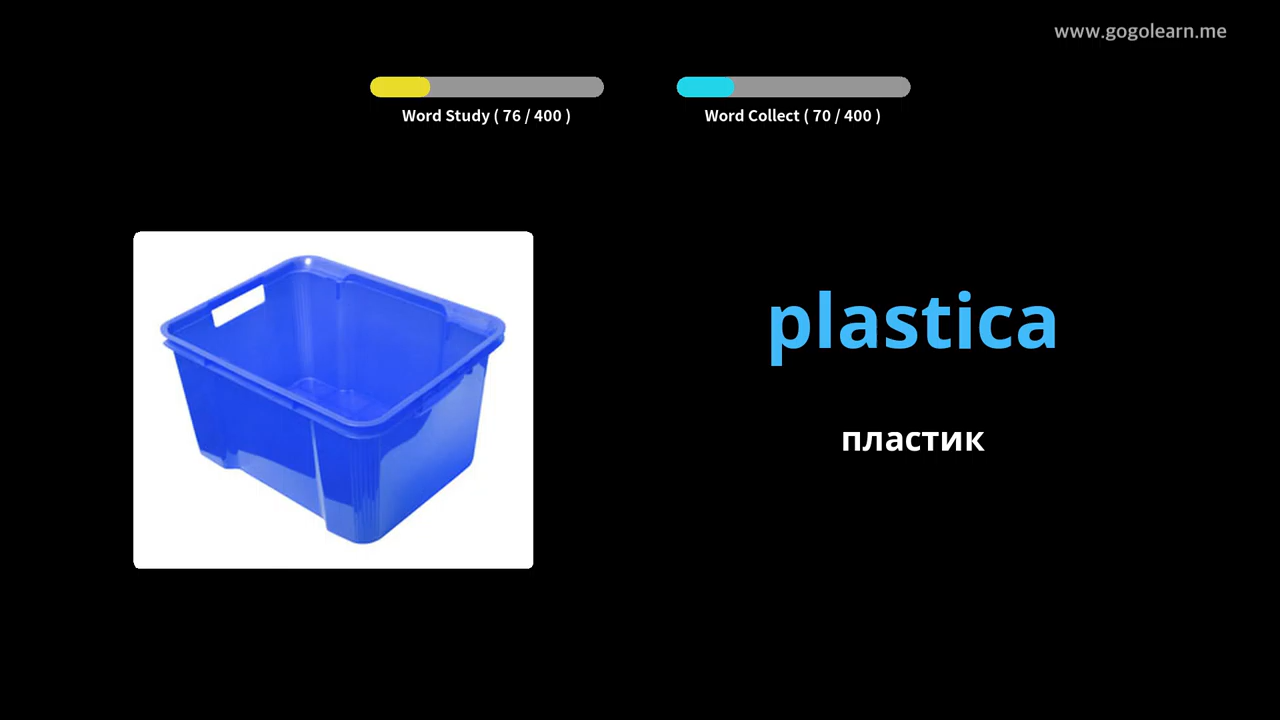 www.gogolearn.me
Word Study ( 76 / 400 )
Word Collect ( 70 / 400 )
plastica
пластик